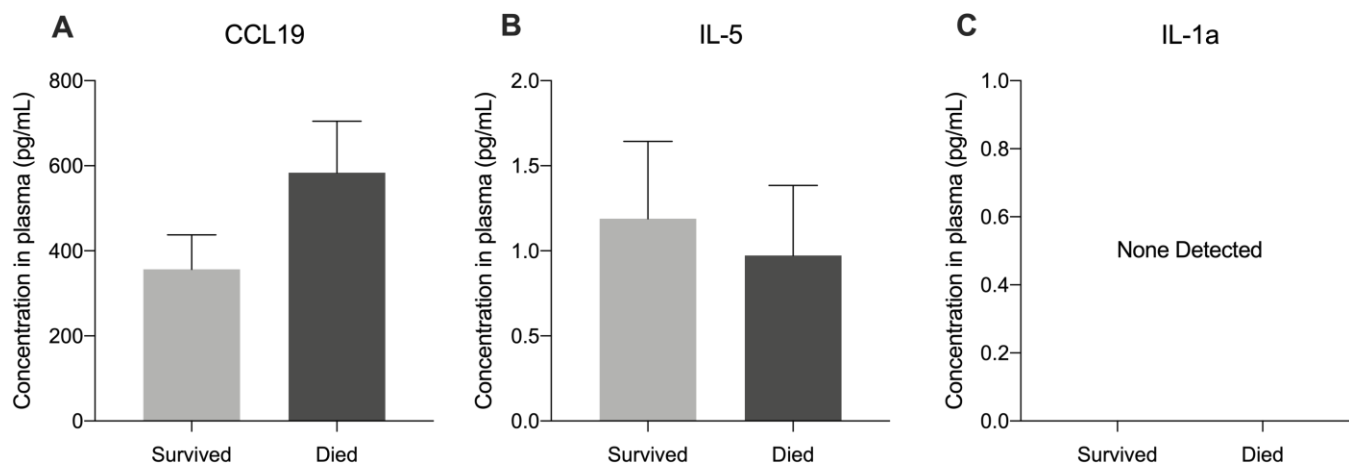 A
CCL19
Concentration in plasma (pg/mL)
800
600
400
200
0
Survived
Died
B
IL-5
Concentration in plasma (pg/mL)
2.0
1.5
1.0
0.5
0.0
Survived
Died
C
IL-1a
Concentration in plasma (pg/mL)
1.0
0.8
0.6
0.4
0.2
0.0
None Detected
Survived
Died